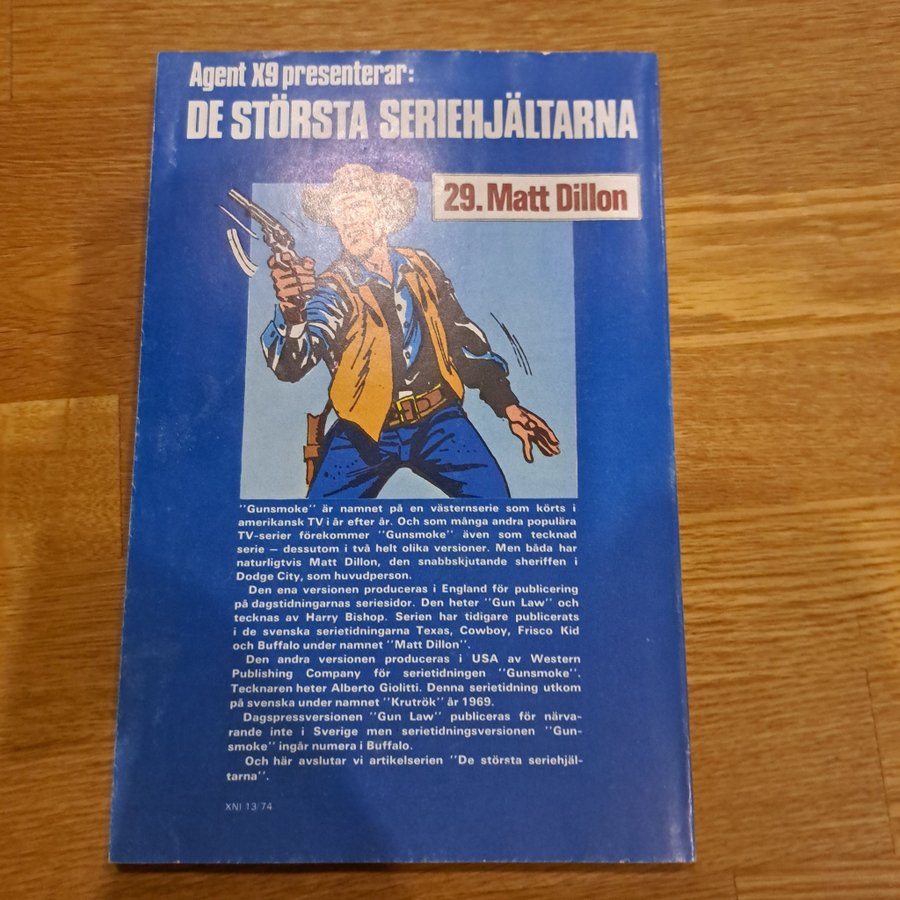 Agent X9 presenterar:
DE STÖRSTA SERIEHJÄLTARNA
29. Matt Dillon
"Gunsmoke" är namnet på en västernserie som körts i
amerikansk TV i år efter år. Och som många andra populära
TV-serier förekommer "Gunsmoke" även som tecknad
serie – dessutom i två helt olika versioner. Men båda har
naturligtvis Matt Dillon, den snabbskjutande sheriffen i
Dodge City, som huvudperson.
Den ena versionen produceras i England för publicering
på dagstidningarnas seriesidor. Den heter "Gun Law" och
tecknas av Harry Bishop. Serien har tidigare publicerats
i de svenska serietidningarna Texas, Cowboy, Frisco Kid
och Buffalo under namnet "Matt Dillon".
Den andra versionen produceras i USA av Western
Publishing Company för serietidningen "Gunsmoke".
Tecknaren heter Alberto Giolitti. Denna serietidning utkom
på svenska under namnet "Krutrök" år 1969.
Dagspressversionen "Gun Law" publiceras för närva-
rande inte i Sverige men serietidningsversionen "Gun-
smoke" ingår numera i Buffalo.
Och här avslutar vi artikelserien "De största seriehjäl-
tarna".
XNI 13/74